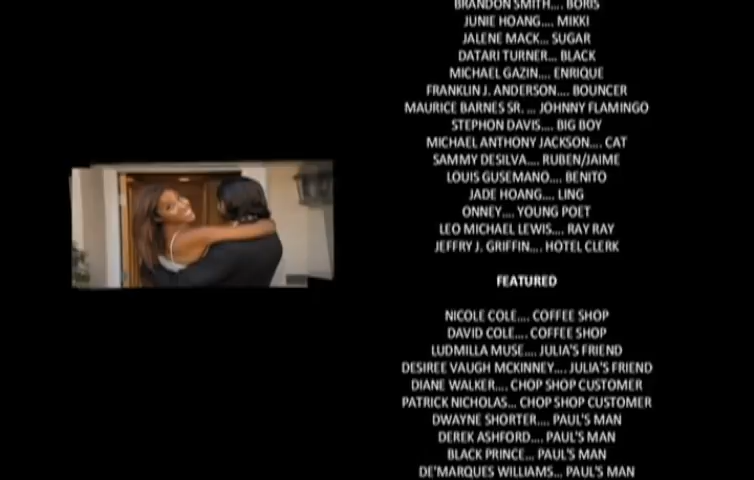 BRANDON SMITH.... BORIS
JUNIE HOANG.... MIKKI
JALENE MACK... SUGAR
DATARI TURNER... BLACK
MICHAEL GAZIN.... ENRIQUE
FRANKLIN J. ANDERSON.... BOUNCER
MAURICE BARNES SR. ... JOHNNY FLAMINGO
STEPHON DAVIS.... BIG BOY
MICHAEL ANTHONY JACKSON.... CAT
SAMMY DESILVA.... RUBEN/JAIME
LOUIS GUSEMANO.... BENITO
JADE HOANG.... LING
ONNEY.... YOUNG POET
LEO MICHAEL LEWIS.... RAY RAY
JEFFRY J. GRIFFIN.... HOTEL CLERK
FEATURED
NICOLE COLE.... COFFEE SHOP
DAVID COLE.... COFFEE SHOP
LUDMILLA MUSE.... JULIA'S FRIEND
DESIREE VAUGH MCKINNEY.... JULIA'S FRIEND
DIANE WALKER.... CHOP SHOP CUSTOMER
PATRICK NICHOLAS... CHOP SHOP CUSTOMER
DWAYNE SHORTER.... PAUL'S MAN
DEREK ASHFORD.... PAUL'S MAN
BLACK PRINCE... PAUL'S MAN
DE'MARQUES WILLIAMS... PAUL'S MAN